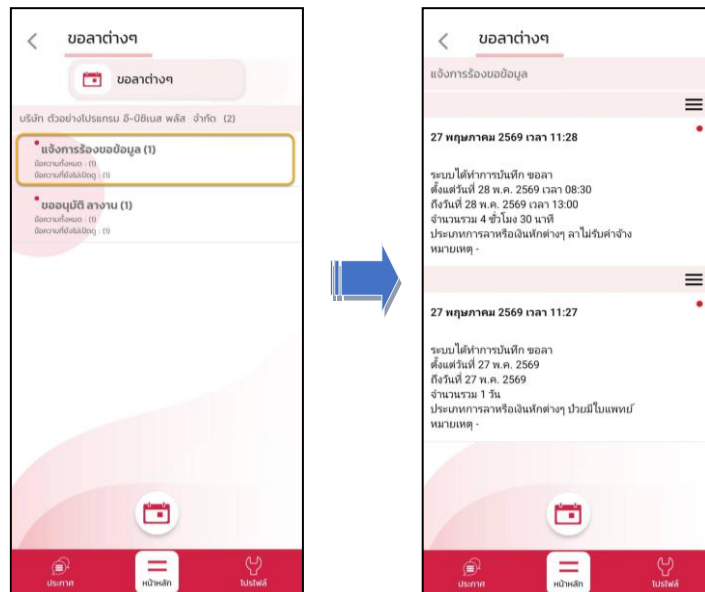 ขอลาต่างๆ
ขอลาต่างๆ
บริษัท ตัวอย่างโปรแกรม อี-บิซิเนส พลัส จำกัด (2)
แจ้งการร้องขอข้อมูล (1)
ข้อความทั้งหมด : (1)
ข้อความที่ยังไม่เปิดดู : (1)
ขออนุมัติ ลางาน (1)
ข้อความทั้งหมด : (1)
ข้อความที่ยังไม่เปิดดู : (1)
ประกาศ
หน้าหลัก
โปรไฟล์
ขอลาต่างๆ
แจ้งการร้องขอข้อมูล
27 พฤษภาคม 2569 เวลา 11:28
ระบบได้ทำการบันทึก ขอลา
ตั้งแต่วันที่ 28 พ.ค. 2569 เวลา 08:30
ถึงวันที่ 28 พ.ค. 2569 เวลา 13:00
จำนวนรวม 4 ชั่วโมง 30 นาที
ประเภทการลาหรือเงินหักต่างๆ ลาไม่รับค่าจ้าง
หมายเหตุ -
27 พฤษภาคม 2569 เวลา 11:27
ระบบได้ทำการบันทึก ขอลา
ตั้งแต่วันที่ 27 พ.ค. 2569
ถึงวันที่ 27 พ.ค. 2569
จำนวนรวม 1 วัน
ประเภทการลาหรือเงินหักต่างๆ ป่วยมีใบแพทย์
หมายเหตุ -
ประกาศ
หน้าหลัก
โปรไฟล์